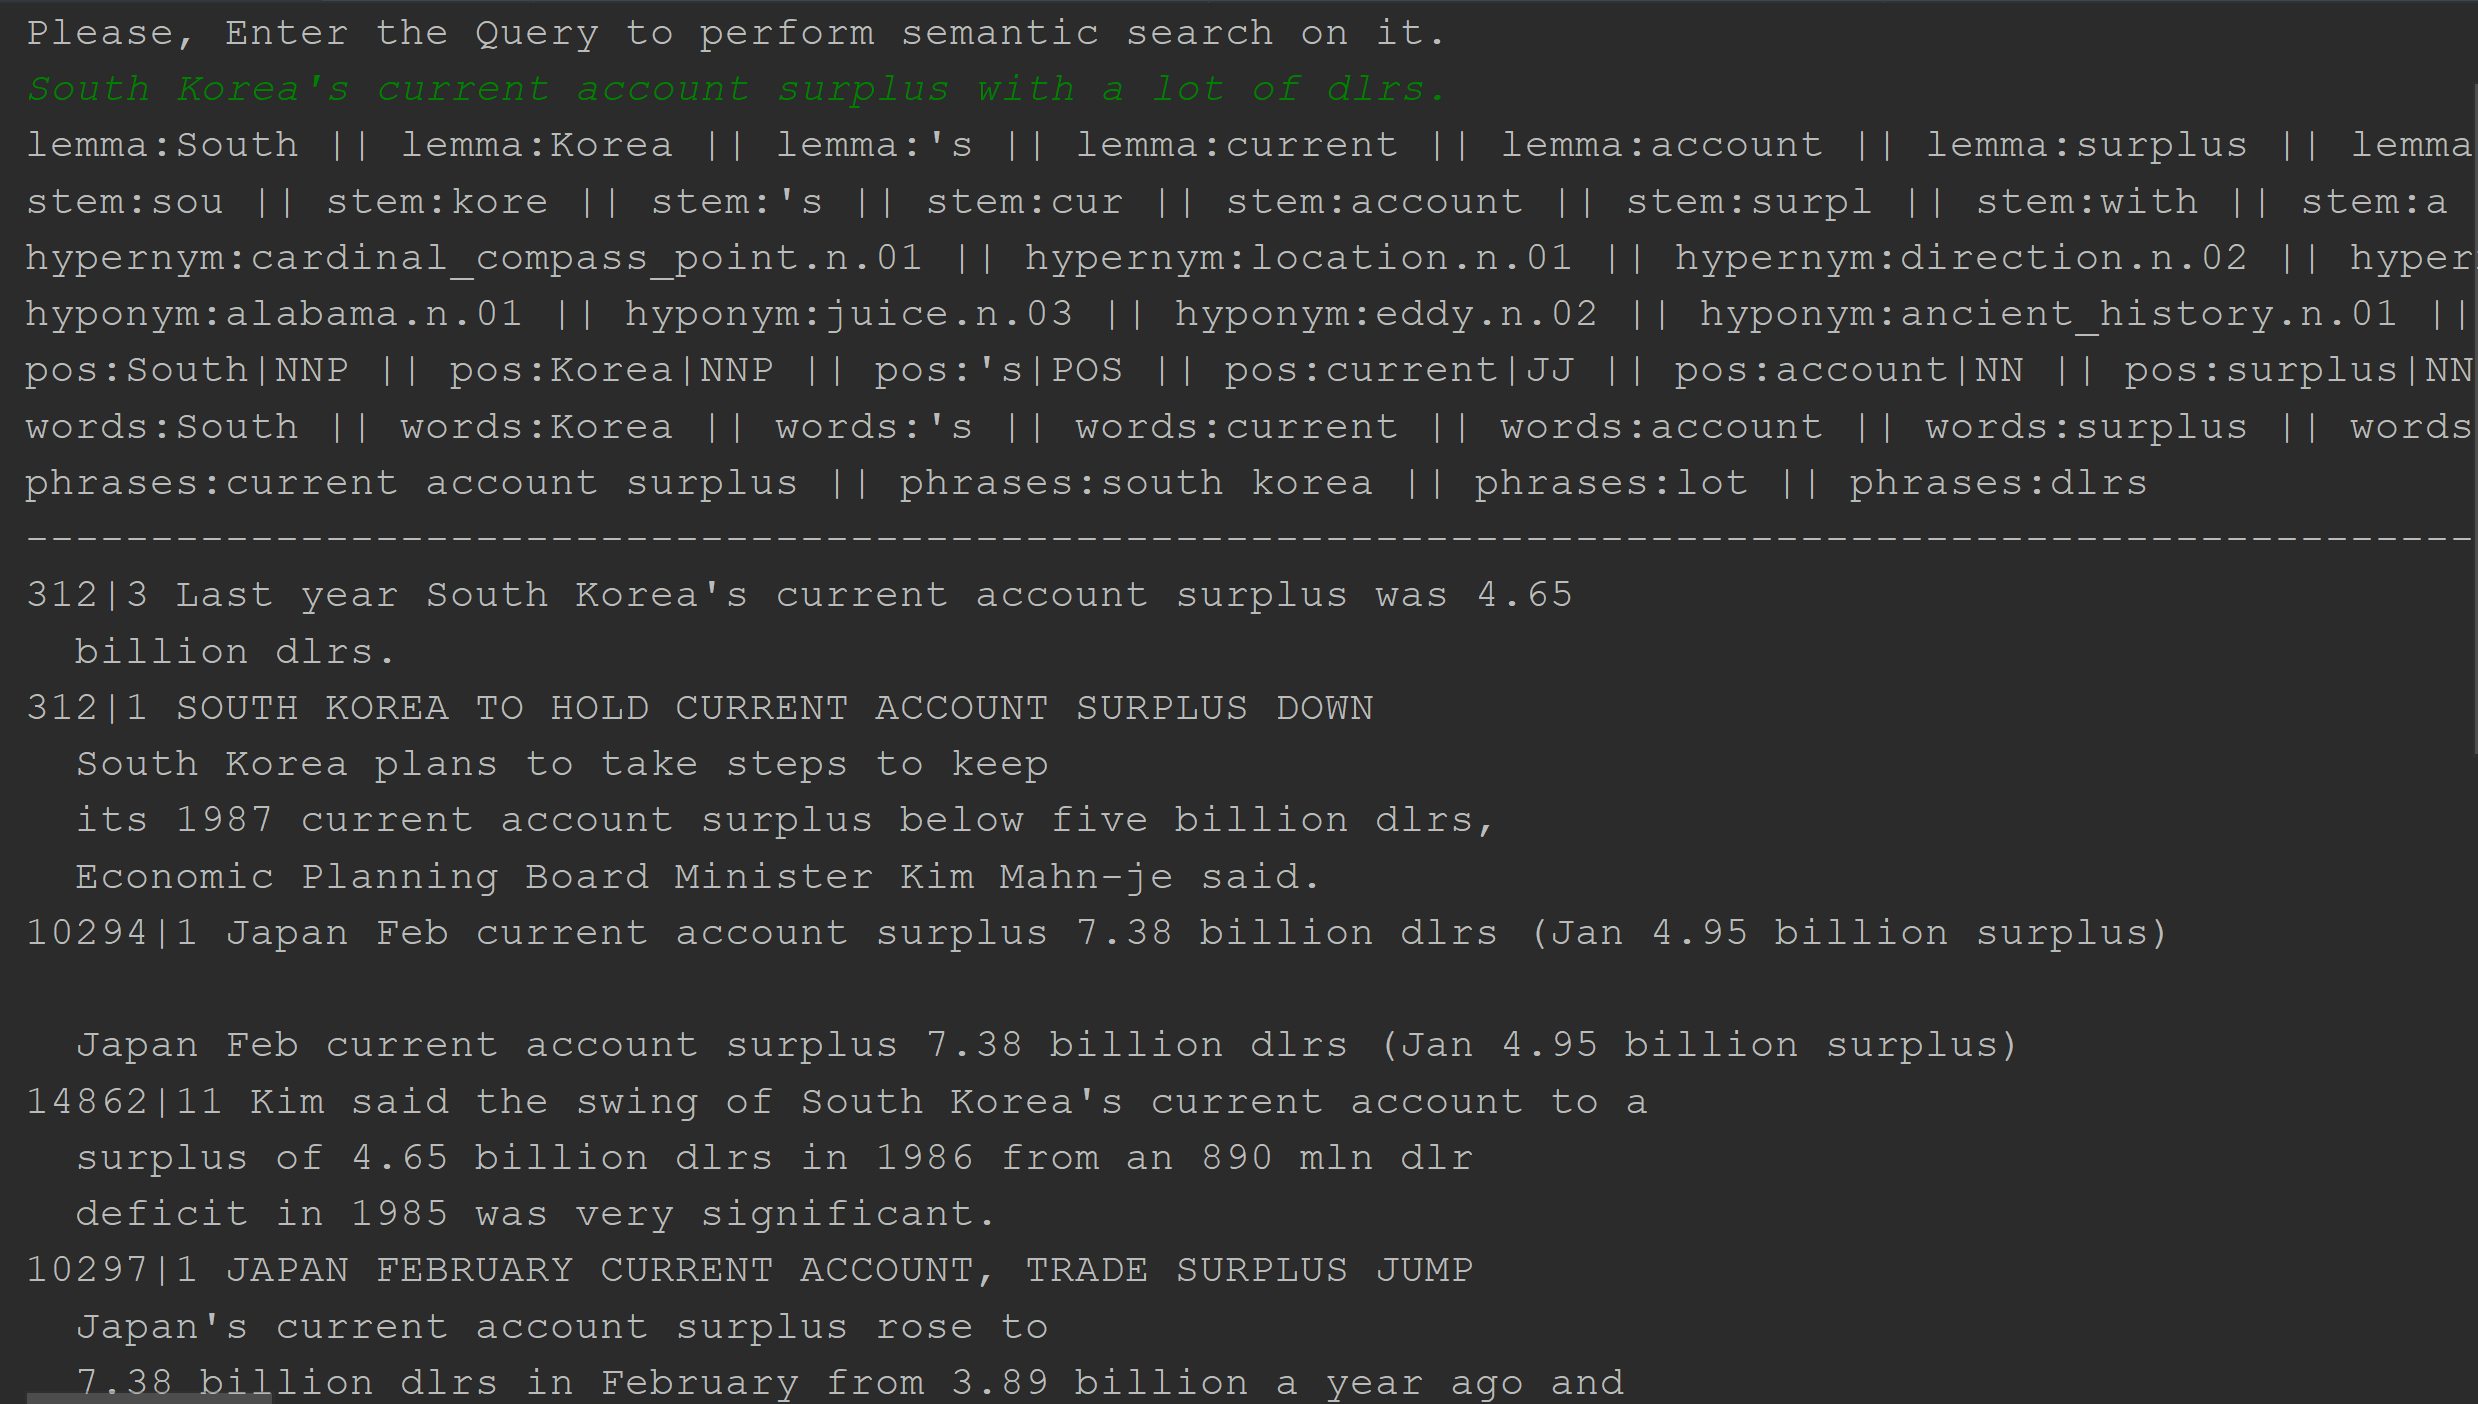 Please, Enter the Query to perform semantic search on it.
South Korea's current account surplus with a lot of dlrs.
lemma:South || lemma:Korea || lemma:'s || lemma:current || lemma:account || lemma:surplus || lemma
stem:sou || stem:kore || stem:'s || stem:cur || stem:account || stem:surpl || stem:with || stem:a
hypernym:cardinal_compass_point.n.01 || hypernym:location.n.01 || hypernym:direction.n.02 || hyper
hyponym:alabama.n.01 || hyponym:juice.n.03 || hyponym:eddy.n.02 || hyponym:ancient_history.n.01 ||
pos:South|NNP || pos:Korea|NNP || pos:'s|POS || pos:current|JJ || pos:account|NN || pos:surplus|NN
words:South || words:Korea || words:'s || words:current || words:account || words:surplus || words
phrases:current account surplus || phrases:south korea || phrases:lot || phrases:dlrs
--------------------------------------------------------------------------------------------------
312|3 Last year South Korea's current account surplus was 4.65
billion dlrs.
312|1 SOUTH KOREA TO HOLD CURRENT ACCOUNT SURPLUS DOWN
South Korea plans to take steps to keep
its 1987 current account surplus below five billion dlrs,
Economic Planning Board Minister Kim Mahn-je said.
10294|1 Japan Feb current account surplus 7.38 billion dlrs (Jan 4.95 billion surplus)
Japan Feb current account surplus 7.38 billion dlrs (Jan 4.95 billion surplus)
14862|11 Kim said the swing of South Korea's current account to a
surplus of 4.65 billion dlrs in 1986 from an 890 mln dlr
deficit in 1985 was very significant.
10297|1 JAPAN FEBRUARY CURRENT ACCOUNT, TRADE SURPLUS JUMP
Japan's current account surplus rose to
7.38 billion dlrs in February from 3.89 billion a year ago and